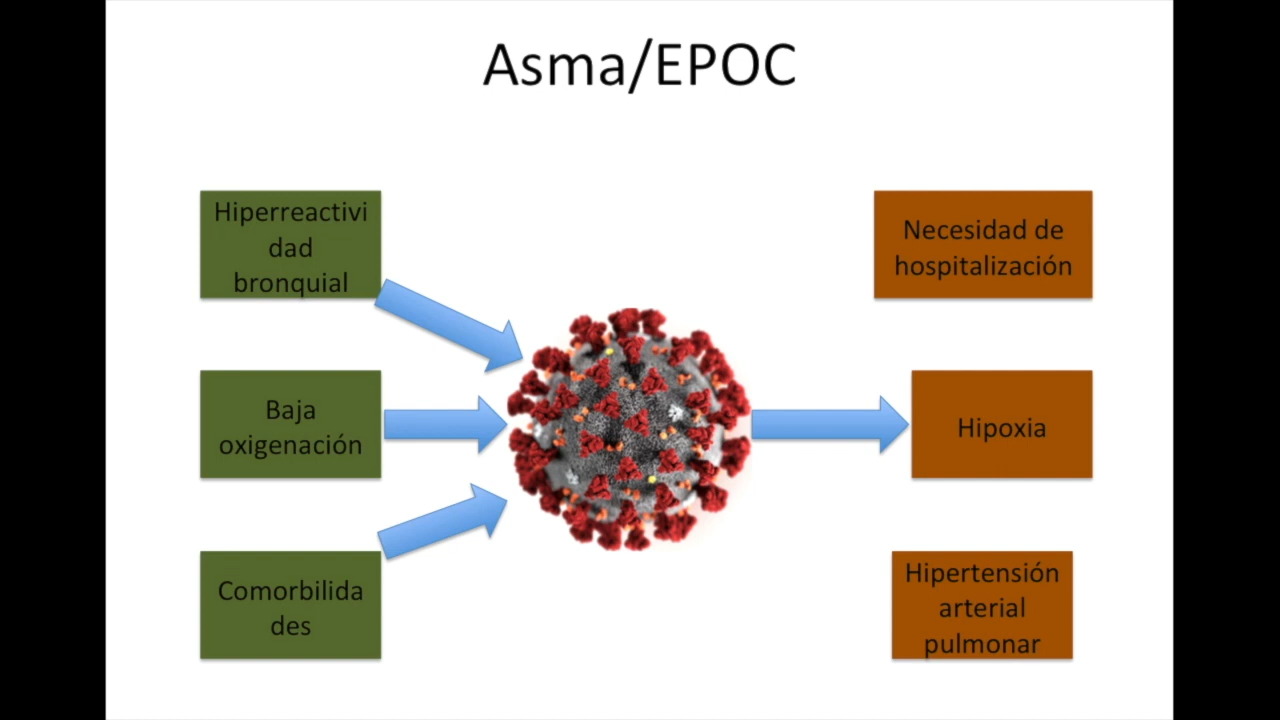 Asma/EPOC
Hiperreactivi
dad
bronquial
Baja
oxigenación
Comorbilida
des
Necesidad de
hospitalización
Hipoxia
Hipertensión
arterial
pulmonar